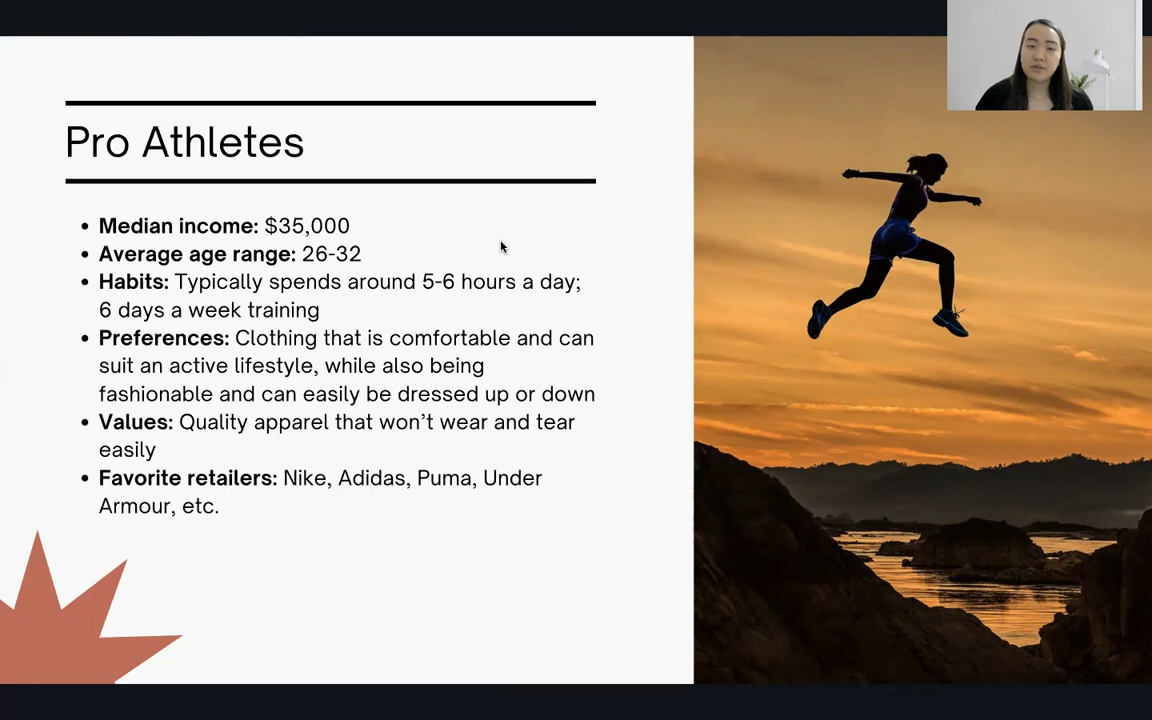 Pro Athletes
Median income: $35,000
Average age range: 26-32
Habits: Typically spends around 5-6 hours a day;
6 days a week training
Preferences: Clothing that is comfortable and can
suit an active lifestyle, while also being
fashionable and can easily be dressed up or down
Values: Quality apparel that won’t wear and tear
easily
Favorite retailers: Nike, Adidas, Puma, Under
Armour, etc.